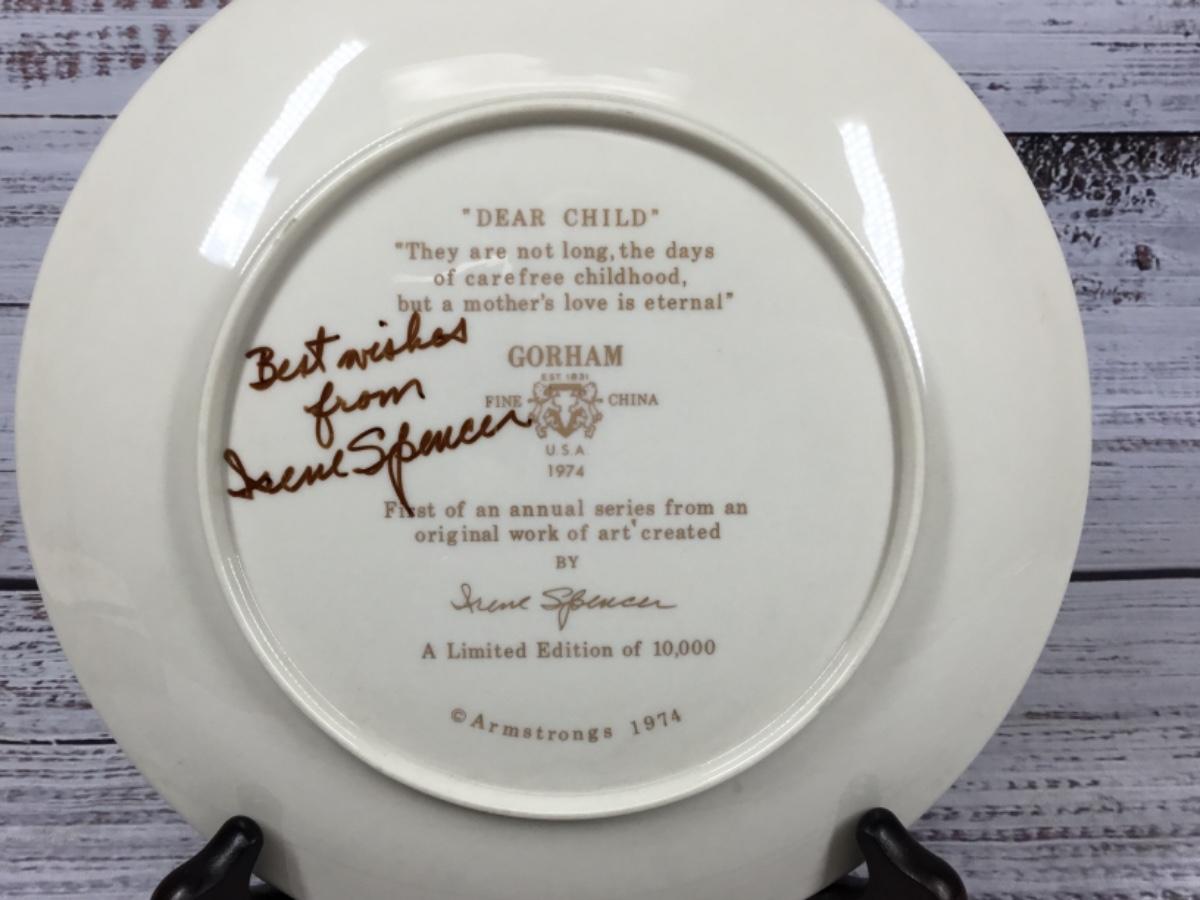 "DEAR CHILD"
"They are not long, the days
of carefree childhood,
but a mother's love is eternal"
Best wishes
from
Irene Spencer
GORHAM
EST. 1831
FINE CHINA
U.S.A.
1974
First of an annual series from an
original work of art created
BY
Irene Spencer
A Limited Edition of 10,000
© Armstrongs 1974